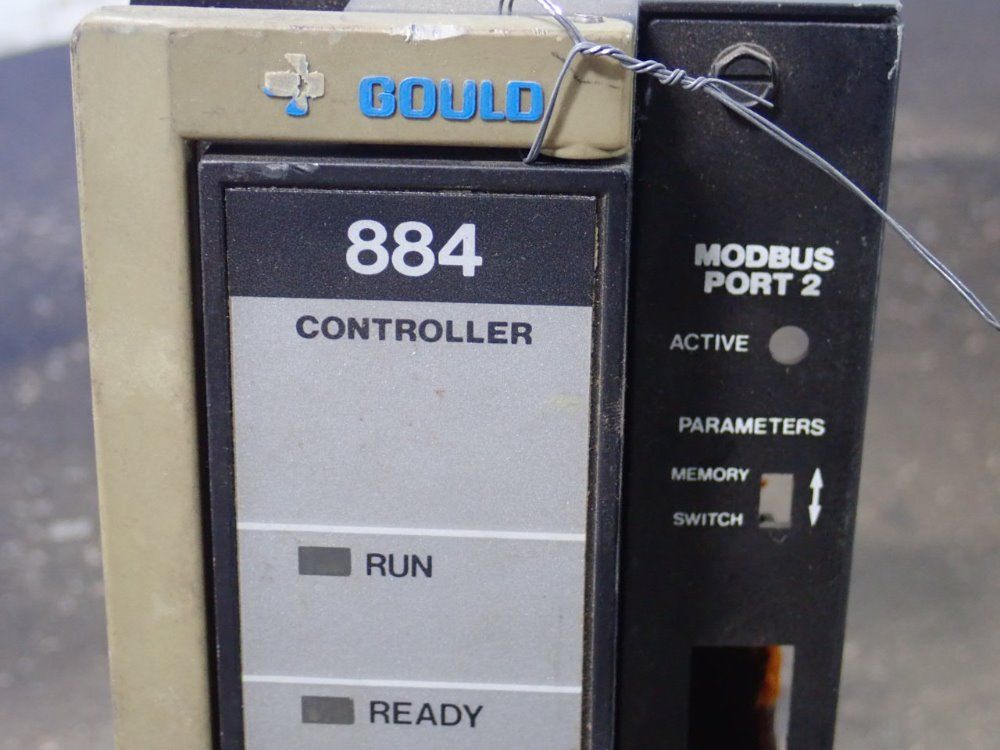 GOULD
884
CONTROLLER
RUN
READY
MODBUS
PORT 2
ACTIVE
PARAMETERS
MEMORY
SWITCH